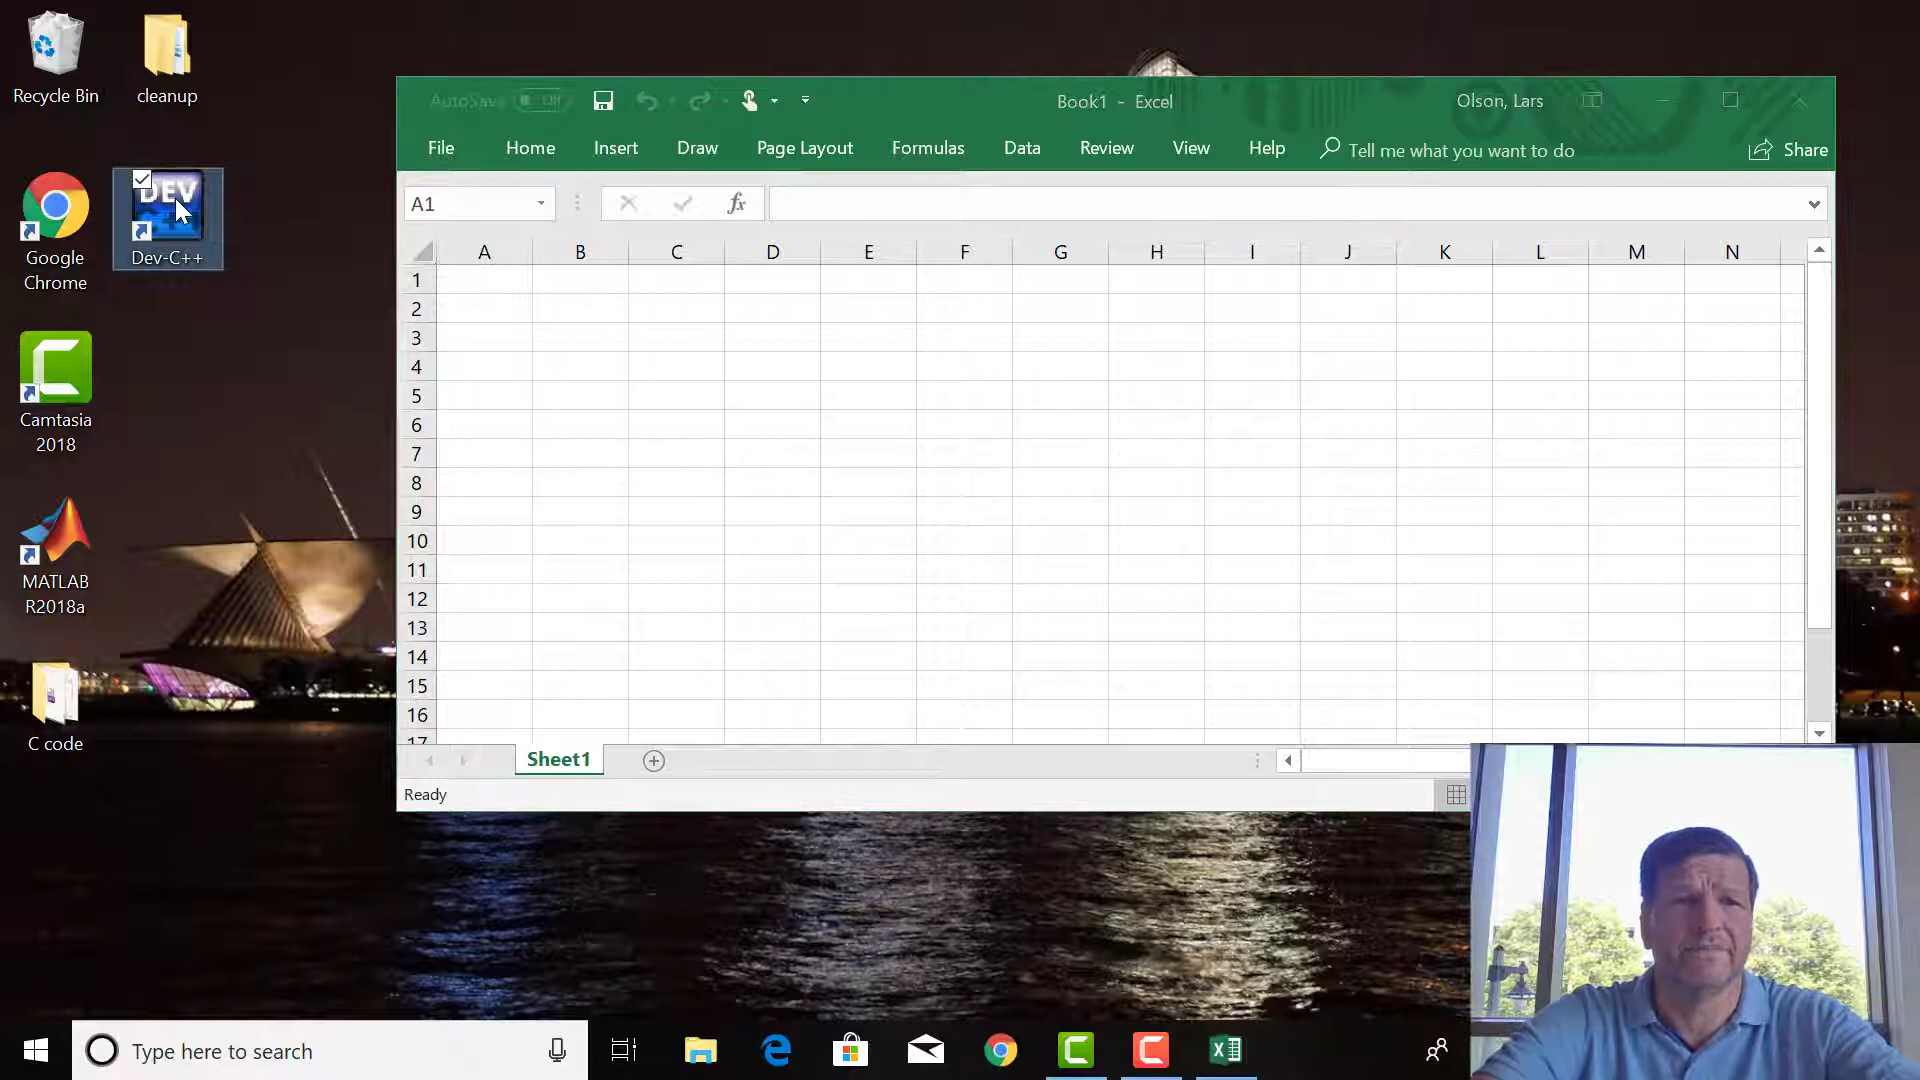 Recycle Bin
cleanup
Google
Chrome
DEV
C++
Dev-C++
Camtasia
2018
MATLAB
R2018a
C code
AutoSave Off
Book1 - Excel
Olson, Lars
File Home Insert Draw Page Layout Formulas Data Review View Help Tell me what you want to do Share
A1
fx
A B C D E F G H I J K L M N
1
2
3
4
5
6
7
8
9
10
11
12
13
14
15
16
17
Sheet1
Ready
Type here to search